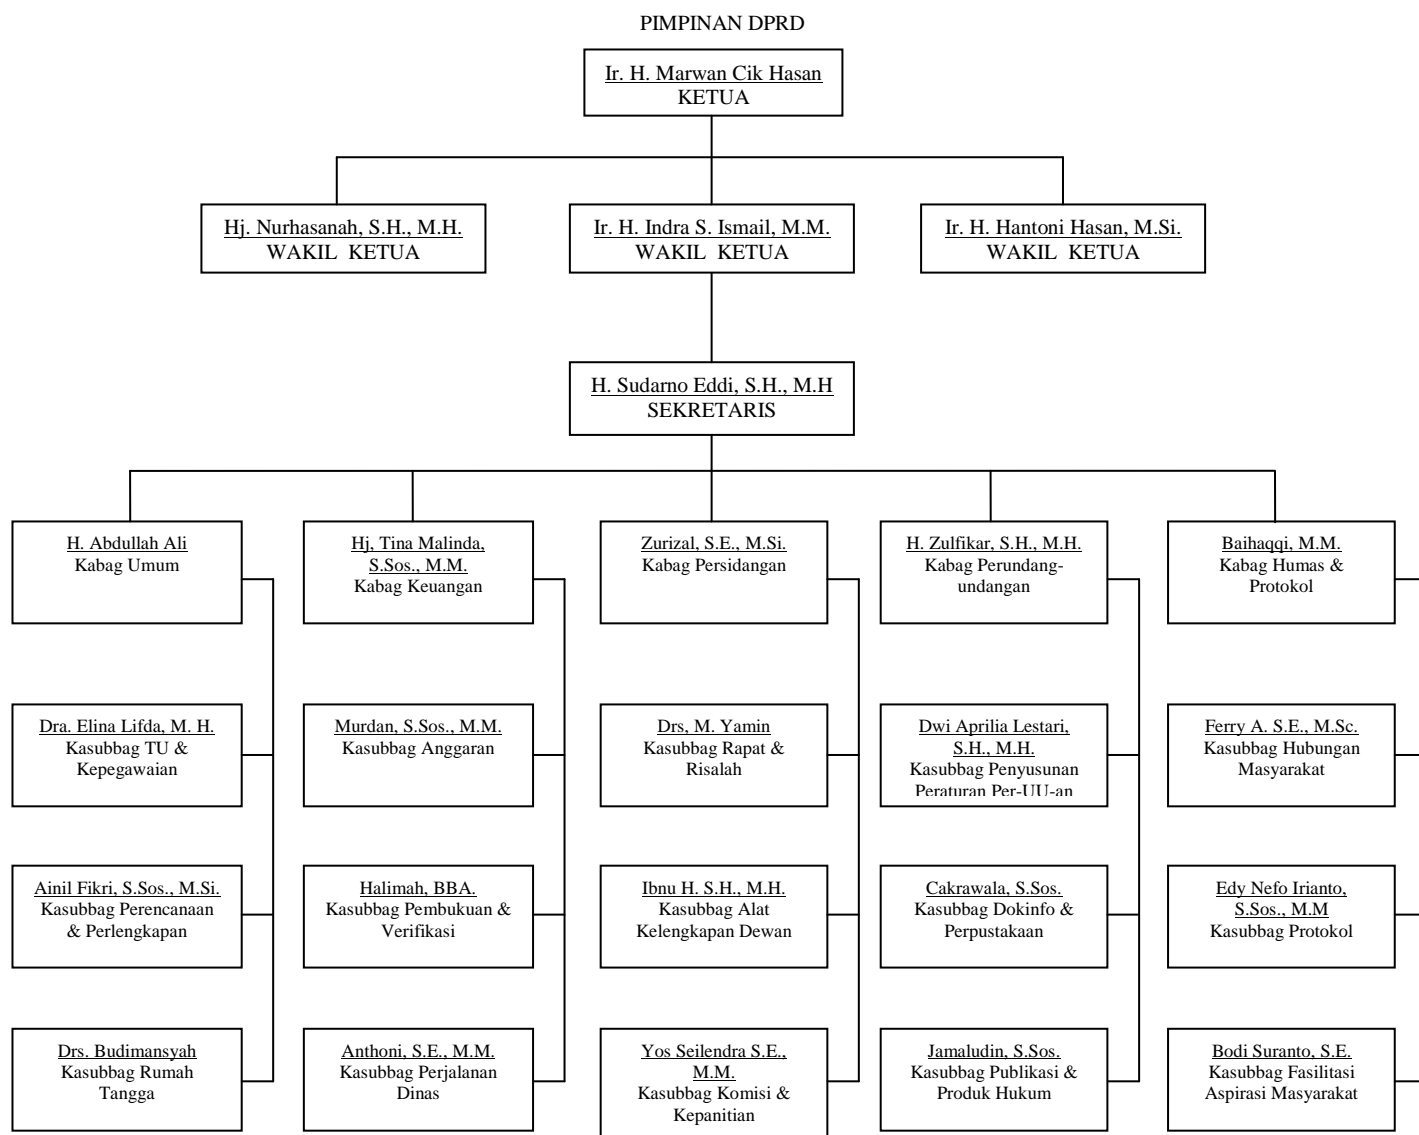 PIMPINAN DPRD
Ir. H. Marwan Cik Hasan
KETUA
Hj. Nurhasanah, S.H., M.H.
WAKIL  KETUA
Ir. H. Indra S. Ismail, M.M.
WAKIL  KETUA
Ir. H. Hantoni Hasan, M.Si.
WAKIL  KETUA
H. Sudarno Eddi, S.H., M.H
SEKRETARIS
H. Abdullah Ali
Kabag Umum
Hj, Tina Malinda,
S.Sos., M.M.
Kabag Keuangan
Zurizal, S.E., M.Si.
Kabag Persidangan
H. Zulfikar, S.H., M.H.
Kabag Perundang-
undangan
Baihaqqi, M.M.
Kabag Humas &
Protokol
Dra. Elina Lifda, M. H.
Kasubbag TU &
Kepegawaian
Murdan, S.Sos., M.M.
Kasubbag Anggaran
Drs, M. Yamin
Kasubbag Rapat &
Risalah
Dwi Aprilia Lestari,
S.H., M.H.
Kasubbag Penyusunan
Peraturan Per-UU-an
Ferry A. S.E., M.Sc.
Kasubbag Hubungan
Masyarakat
Ainil Fikri, S.Sos., M.Si.
Kasubbag Perencanaan
& Perlengkapan
Halimah, BBA.
Kasubbag Pembukuan &
Verifikasi
Ibnu H. S.H., M.H.
Kasubbag Alat
Kelengkapan Dewan
Cakrawala, S.Sos.
Kasubbag Dokinfo &
Perpustakaan
Edy Nefo Irianto,
S.Sos., M.M
Kasubbag Protokol
Drs. Budimansyah
Kasubbag Rumah
Tangga
Anthoni, S.E., M.M.
Kasubbag Perjalanan
Dinas
Yos Seilendra S.E.,
M.M.
Kasubbag Komisi &
Kepanitian
Jamaludin, S.Sos.
Kasubbag Publikasi &
Produk Hukum
Bodi Suranto, S.E.
Kasubbag Fasilitasi
Aspirasi Masyarakat